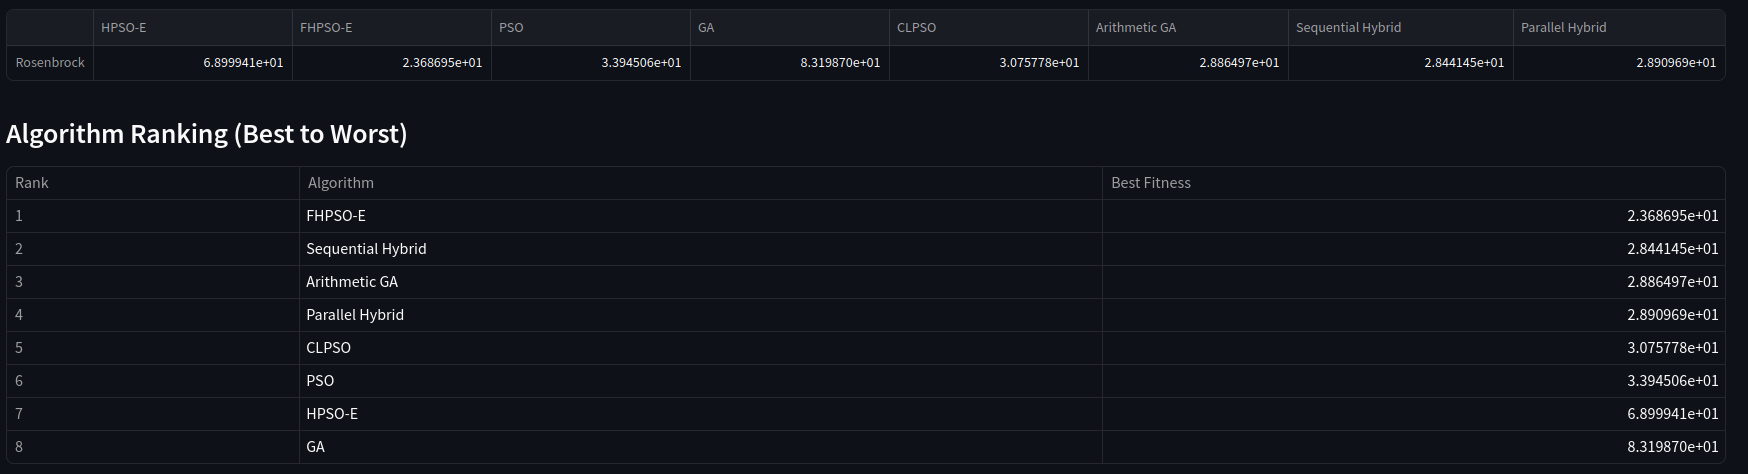 HPSO-E FHPSO-E PSO GA CLPSO Arithmetic GA Sequential Hybrid Parallel Hybrid
Rosenbrock 6.899941e+01 2.368695e+01 3.394506e+01 8.319870e+01 3.075778e+01 2.886497e+01 2.844145e+01 2.890969e+01
Algorithm Ranking (Best to Worst)
Rank Algorithm Best Fitness
1 FHPSO-E 2.368695e+01
2 Sequential Hybrid 2.844145e+01
3 Arithmetic GA 2.886497e+01
4 Parallel Hybrid 2.890969e+01
5 CLPSO 3.075778e+01
6 PSO 3.394506e+01
7 HPSO-E 6.899941e+01
8 GA 8.319870e+01